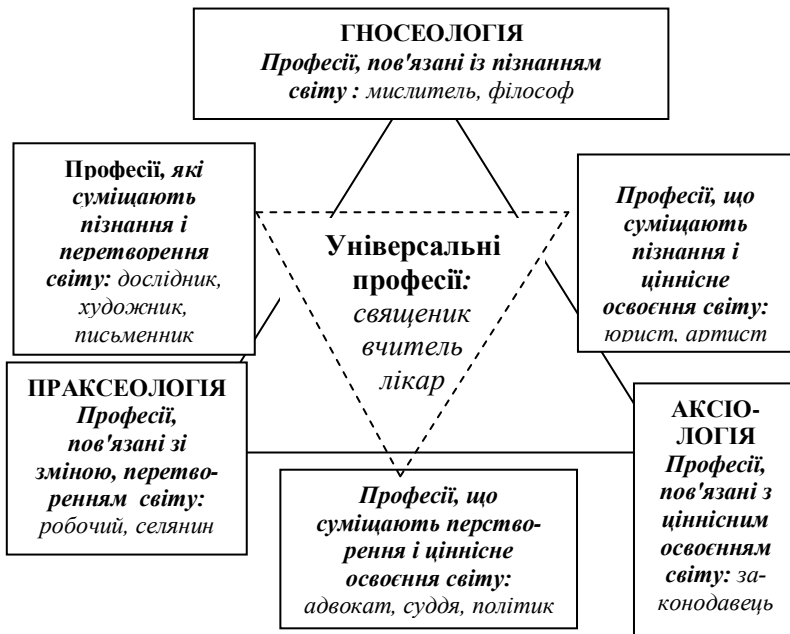 ГНОСЕОЛОГІЯ
Професії, пов'язані із пізнанням
світу : мислитель, філософ
Професії, які
суміщають
пізнання і
перетворення
світу: дослідник,
художник,
письменник
Професії, що
суміщають
пізнання і
ціннісне
освоєння світу:
юрист, артист
Універсальні
професії:
священик
вчитель
лікар
ПРАКСЕОЛОГІЯ
Професії,
пов'язані зі
зміною, перетво-
ренням світу:
робочий, селянин
Професії, що
суміщають перство-
рення і ціннісне
освоєння світу:
адвокат, суддя, політик
АКСІО-
ЛОГІЯ
Професії,
пов'язані з
ціннісним
освоєнням
світу: за-
конодавець